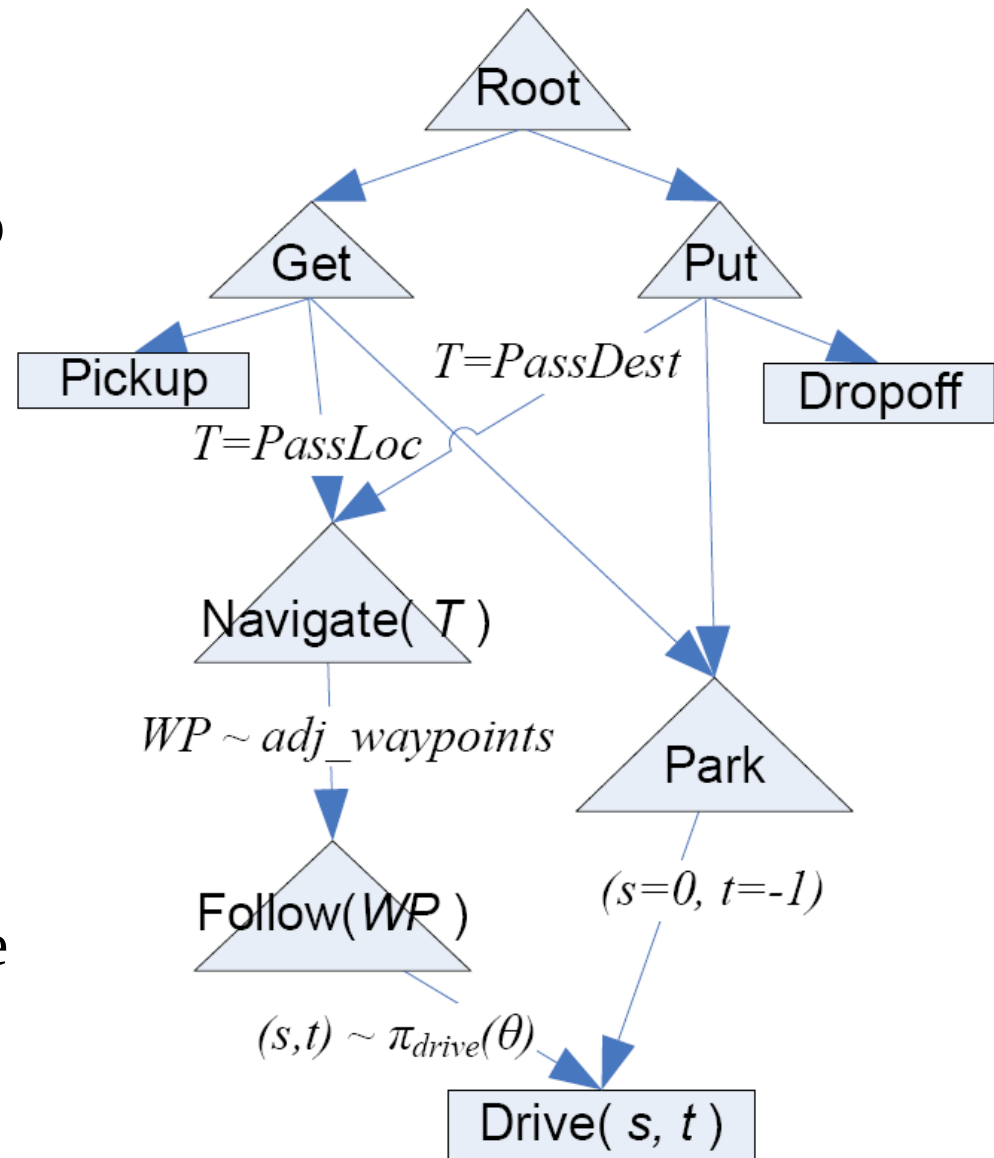 Root
Get
Put
Pickup
T=PassDest
Dropoff
T=PassLoc
Navigate( T )
WP ~ adj_waypoints
Park
Follow(WP )
(s=0, t=-1)
(s,t) ~ πdrive(θ)
Drive( s, t )